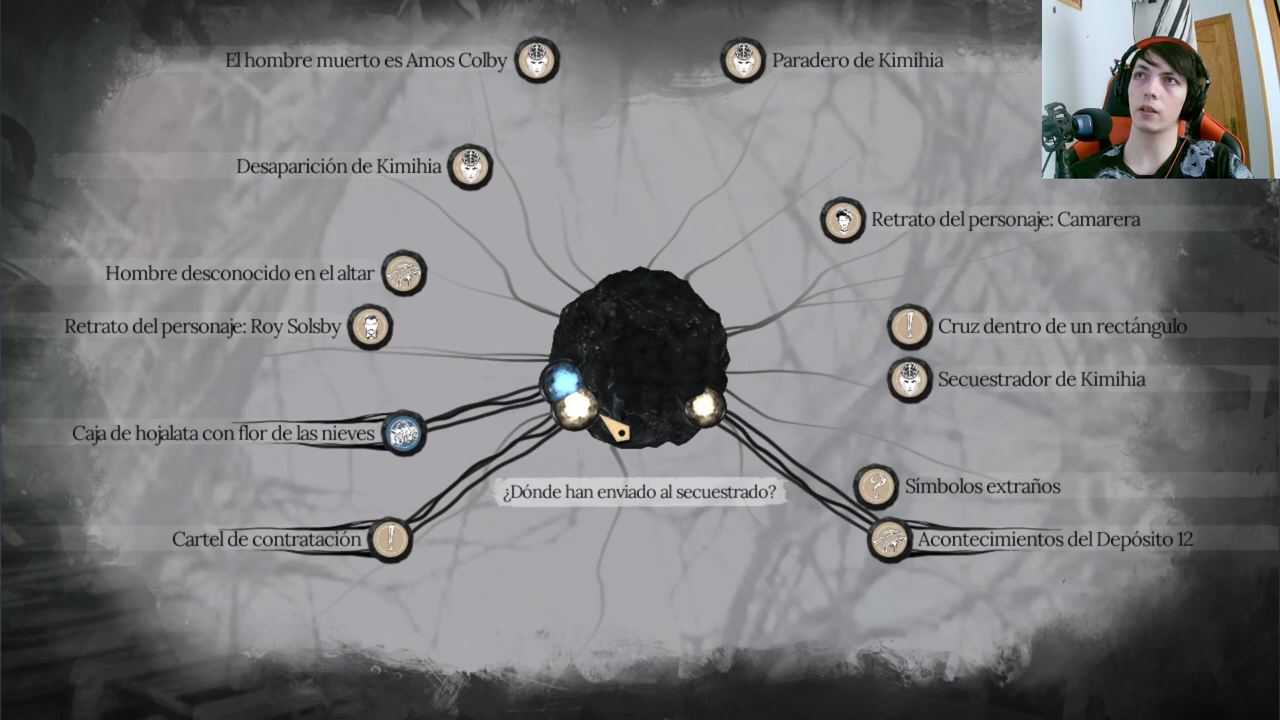 El hombre muerto es Amos Colby
Paradero de Kimihia
Desaparición de Kimihia
Retrato del personaje: Camarera
Hombre desconocido en el altar
Retrato del personaje: Roy Solsby
Cruz dentro de un rectángulo
Secuestrador de Kimihia
Caja de hojalata con flor de las nieves
¿Dónde han enviado al secuestrado?
Símbolos extraños
Cartel de contratación
Acontecimientos del Depósito 12